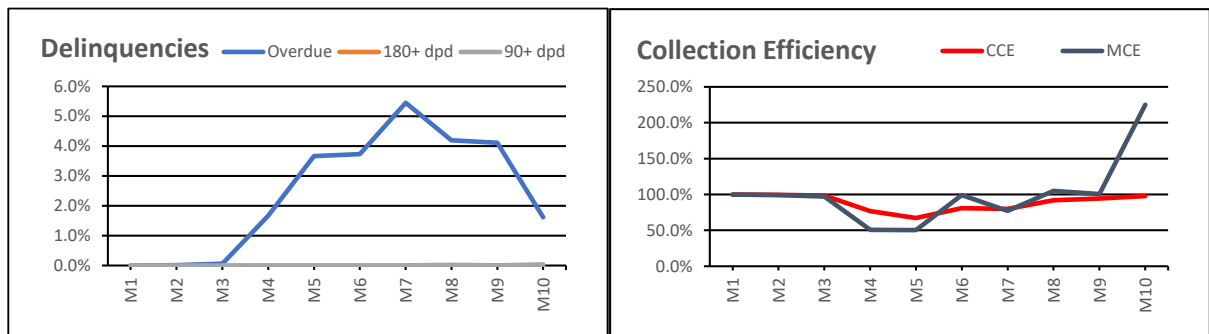 Delinquencies
Overdue 180+ dpd 90+ dpd
6.0%
5.0%
4.0%
3.0%
2.0%
1.0%
0.0%
M1 M2 M3 M4 M5 M6 M7 M8 M9 M10
Collection Efficiency
CCE MCE
250.0%
200.0%
150.0%
100.0%
50.0%
0.0%
M1 M2 M3 M4 M5 M6 M7 M8 M9 M10